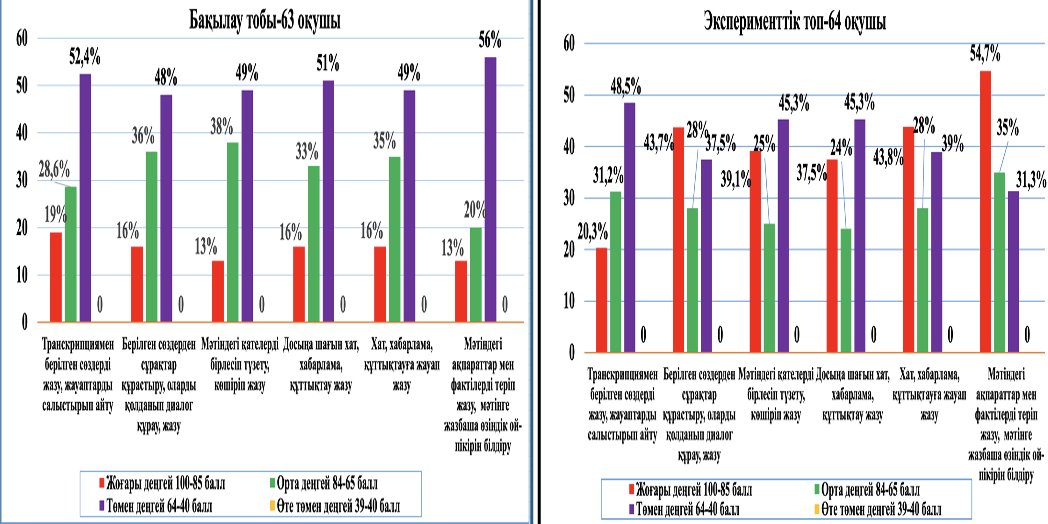 Бақылау тобы-63 оқушы
60
50
40
30
20
10
0
28,6%
19%
52,4%
0
16%
36%
48%
0
13%
38%
49%
0
16%
33%
51%
0
16%
35%
49%
0
13%
20%
56%
0
Транскрипциямен
берілген сөздерді
жазу, жауаптарды
салыстырып айту
Берілген сөздерден
сұрақтар
құрастыру, оларды
қолданып диалог
құрау, жазу
Мәтіндегі қателерді
бірлесіп түзету,
көшіріп жазу
Досыңа шағын хат,
хабарлама,
құттықтау жазу
Хат, хабарлама,
құттықтауға жауап
жазу
Мәтіндегі
ақпараттар мен
фактілерді теріп
жазу, мәтінге
жазбаша өзіндік ой-
пікірін білдіру
Жоғары деңгей 100-85 балл
Орта деңгей 84-65 балл
Төмен деңгей 64-40 балл
Өте төмен деңгей 39-40 балл
Эксперименттік топ-64 оқушы
60
50
40
30
20
10
0
20,3%
31,2%
48,5%
0
43,7%
28%
37,5%
0
39,1%
25%
45,3%
0
37,5%
24%
45,3%
0
43,8%
28%
39%
0
54,7%
35%
31,3%
0
Транскрипциямен
берілген сөздерді
жазу, жауаптарды
салыстырып айту
Берілген сөздерден
сұрақтар
құрастыру, оларды
қолданып диалог
құрау, жазу
Мәтіндегі қателерді
бірлесіп түзету,
көшіріп жазу
Досыңа шағын хат,
хабарлама,
құттықтау жазу
Хат, хабарлама,
құттықтауға жауап
жазу
Мәтіндегі
ақпараттар мен
фактілерді теріп
жазу, мәтінге
жазбаша өзіндік ой-
пікірін білдіру
Жоғары деңгей 100-85 балл
Орта деңгей 84-65 балл
Төмен деңгей 64-40 балл
Өте төмен деңгей 39-40 балл